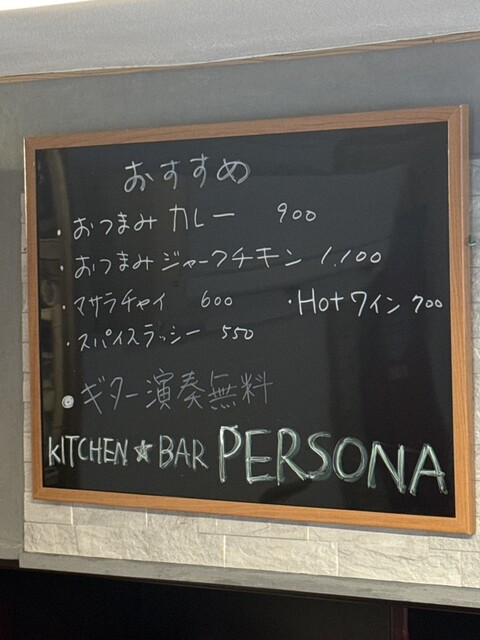 おすすめ
・おつまみカレー 900
・おつまみジャークチキン 1,100
・マサラチャイ 600 ・Hotワイン 700
・スパイスラッシー 550
ギター演奏無料
KITCHEN ☆ BAR PERSONA